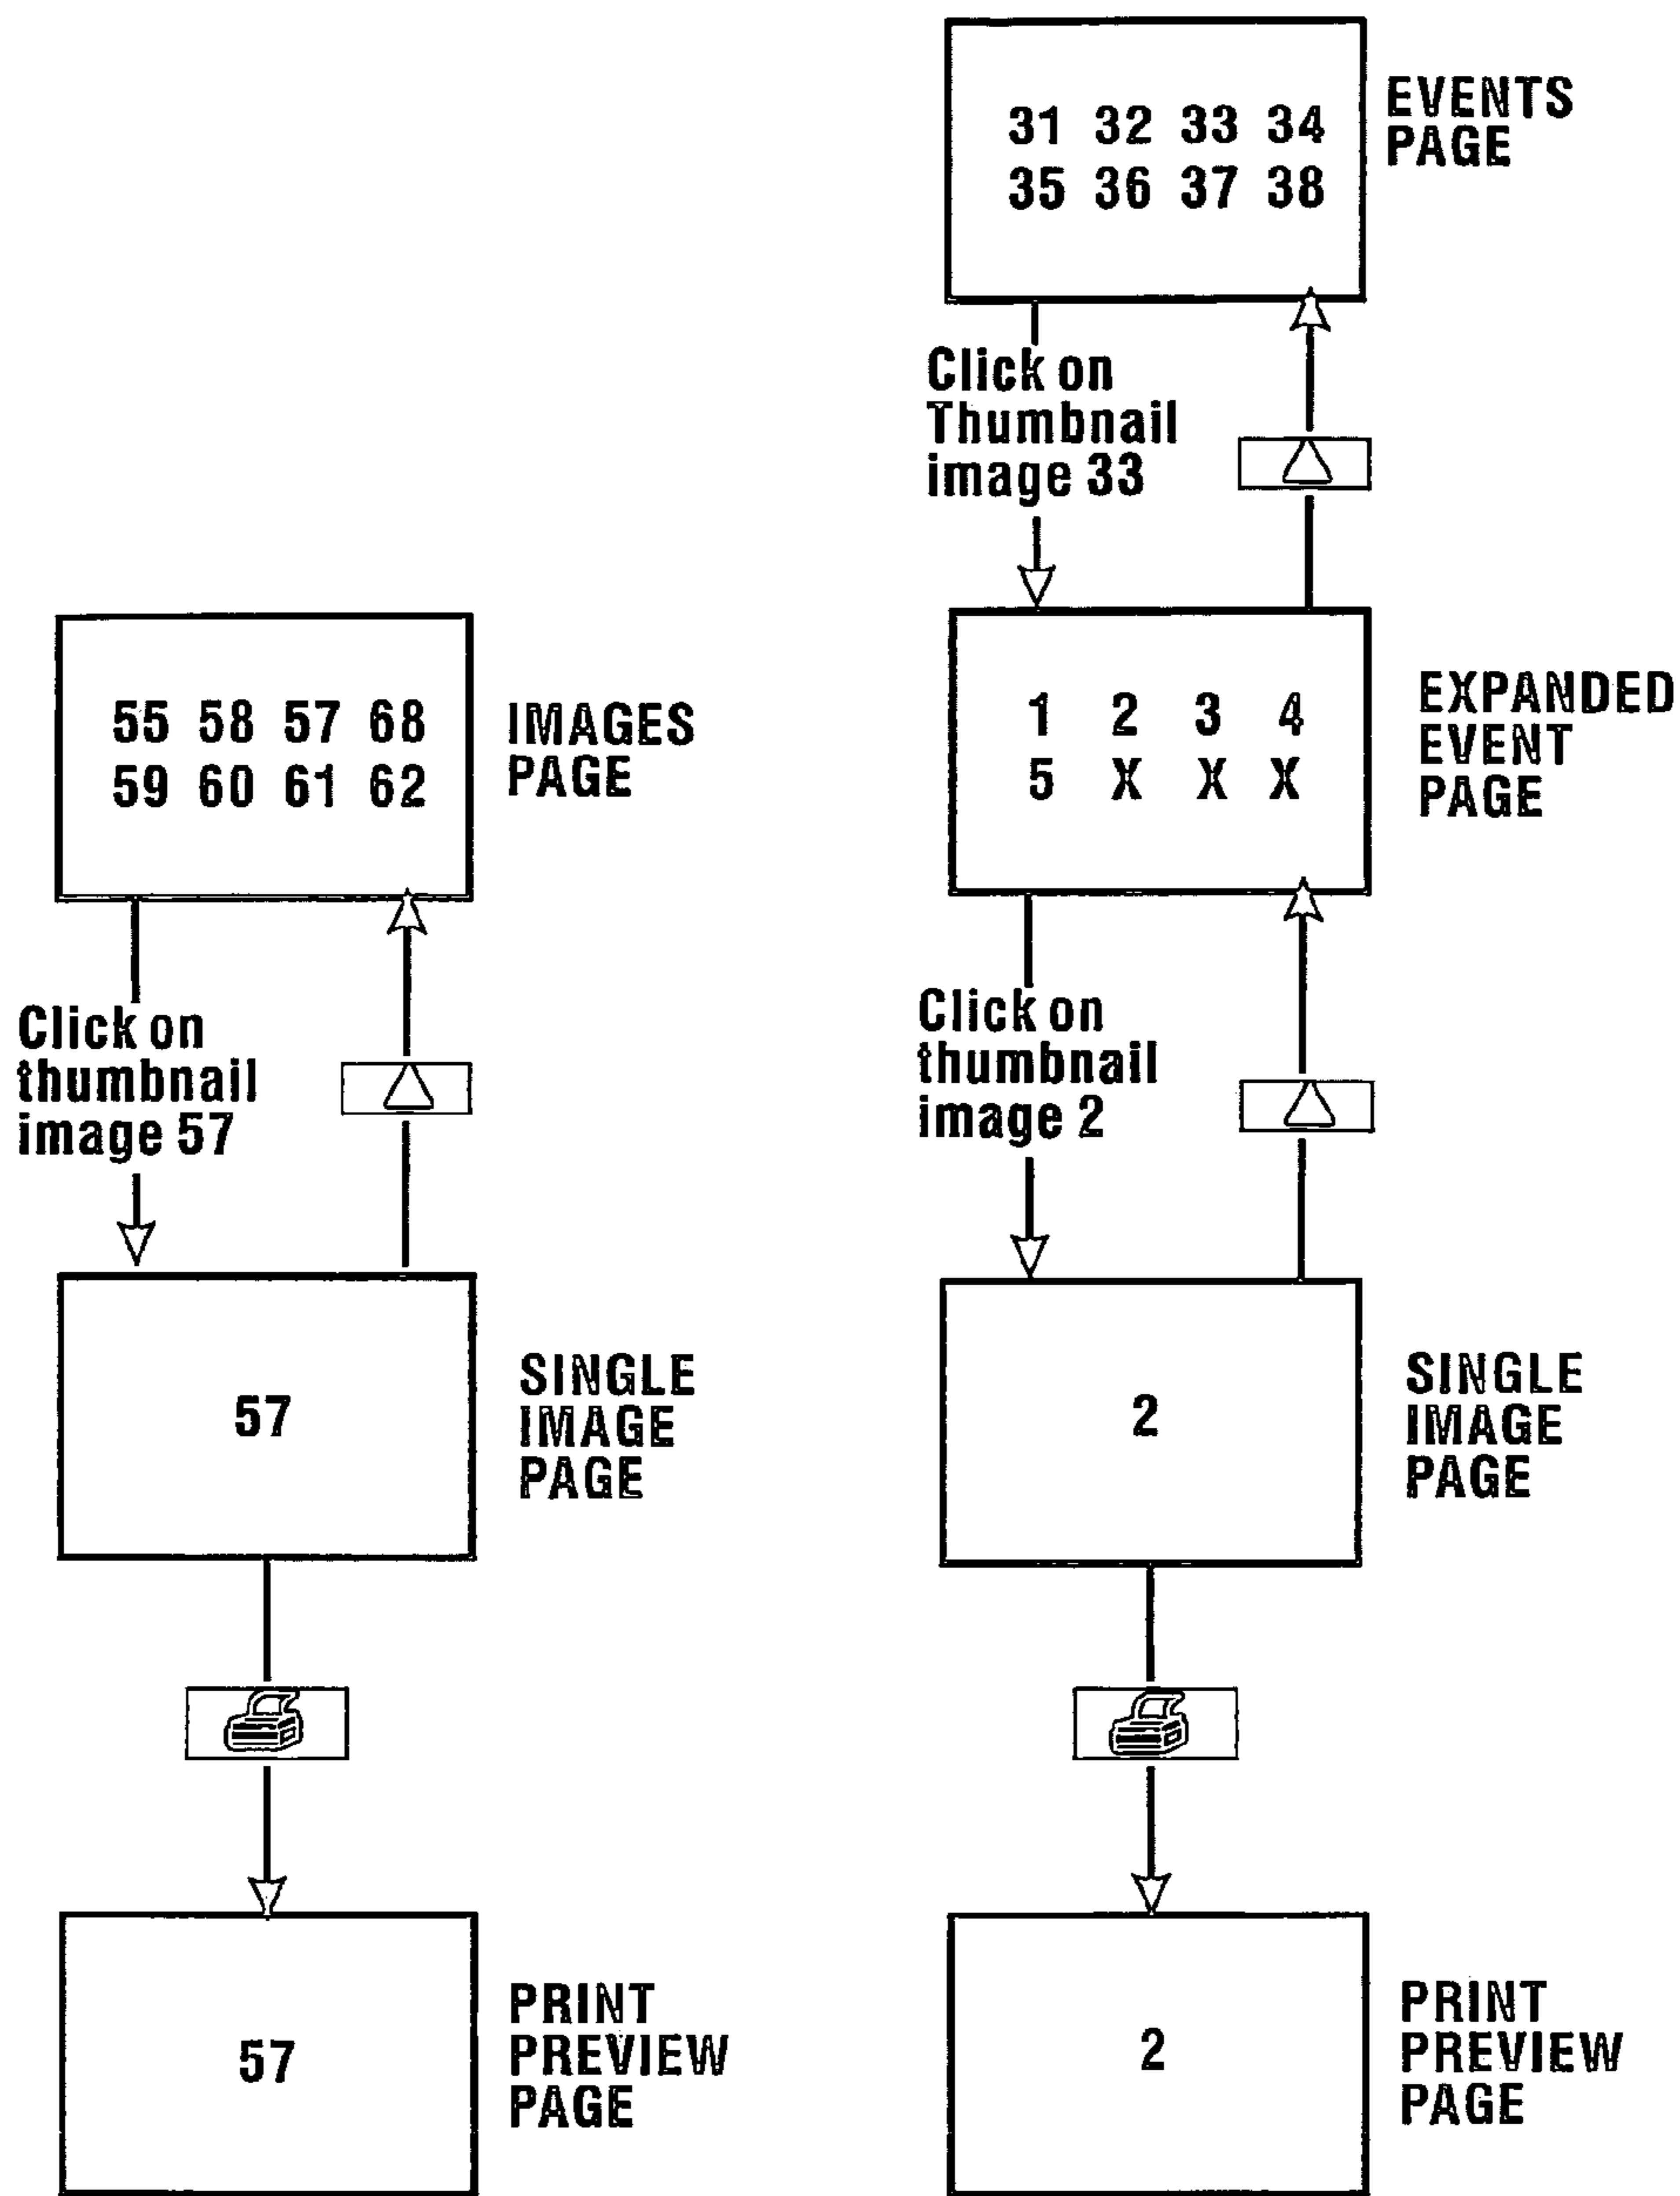 31 32 33 34
35 36 37 38
EVENTS
PAGE
Click on
Thumbnail
image 33
55 58 57 68
59 60 61 62
IMAGES
PAGE
1 2 3 4
5 X X X
EXPANDED
EVENT
PAGE
Click on
thumbnail
image 57
Click on
thumbnail
image 2
57
SINGLE
IMAGE
PAGE
2
SINGLE
IMAGE
PAGE
57
PRINT
PREVIEW
PAGE
2
PRINT
PREVIEW
PAGE